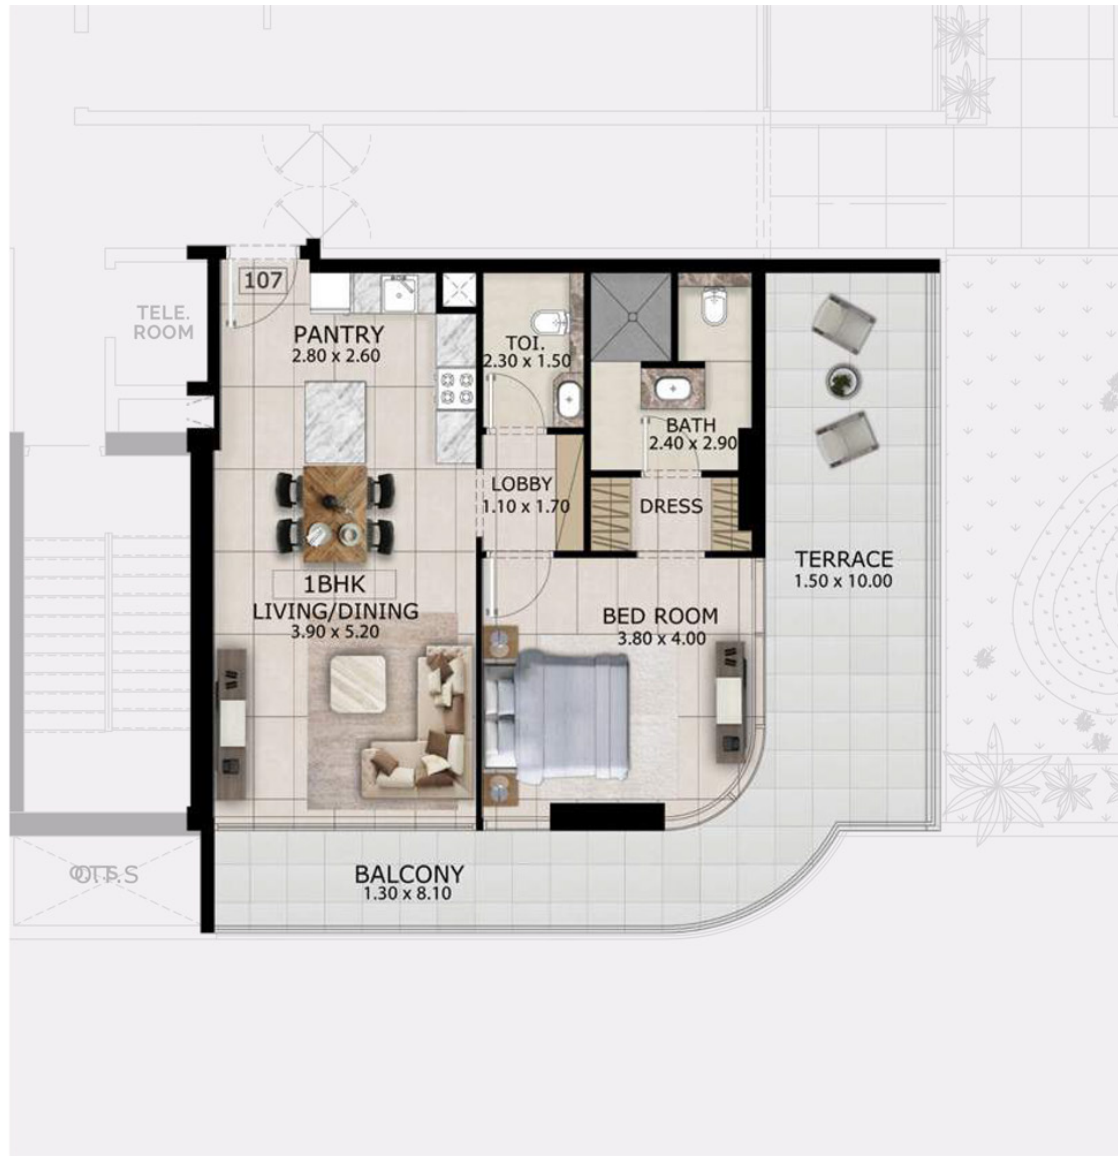 107
TELE.
ROOM
PANTRY
2.80 x 2.60
TOI.
2.30 x 1.50
BATH
2.40 x 2.90
LOBBY
1.10 x 1.70
DRESS
TERRACE
1.50 x 10.00
1BHK
LIVING/DINING
3.90 x 5.20
BED ROOM
3.80 x 4.00
BALCONY
1.30 x 8.10